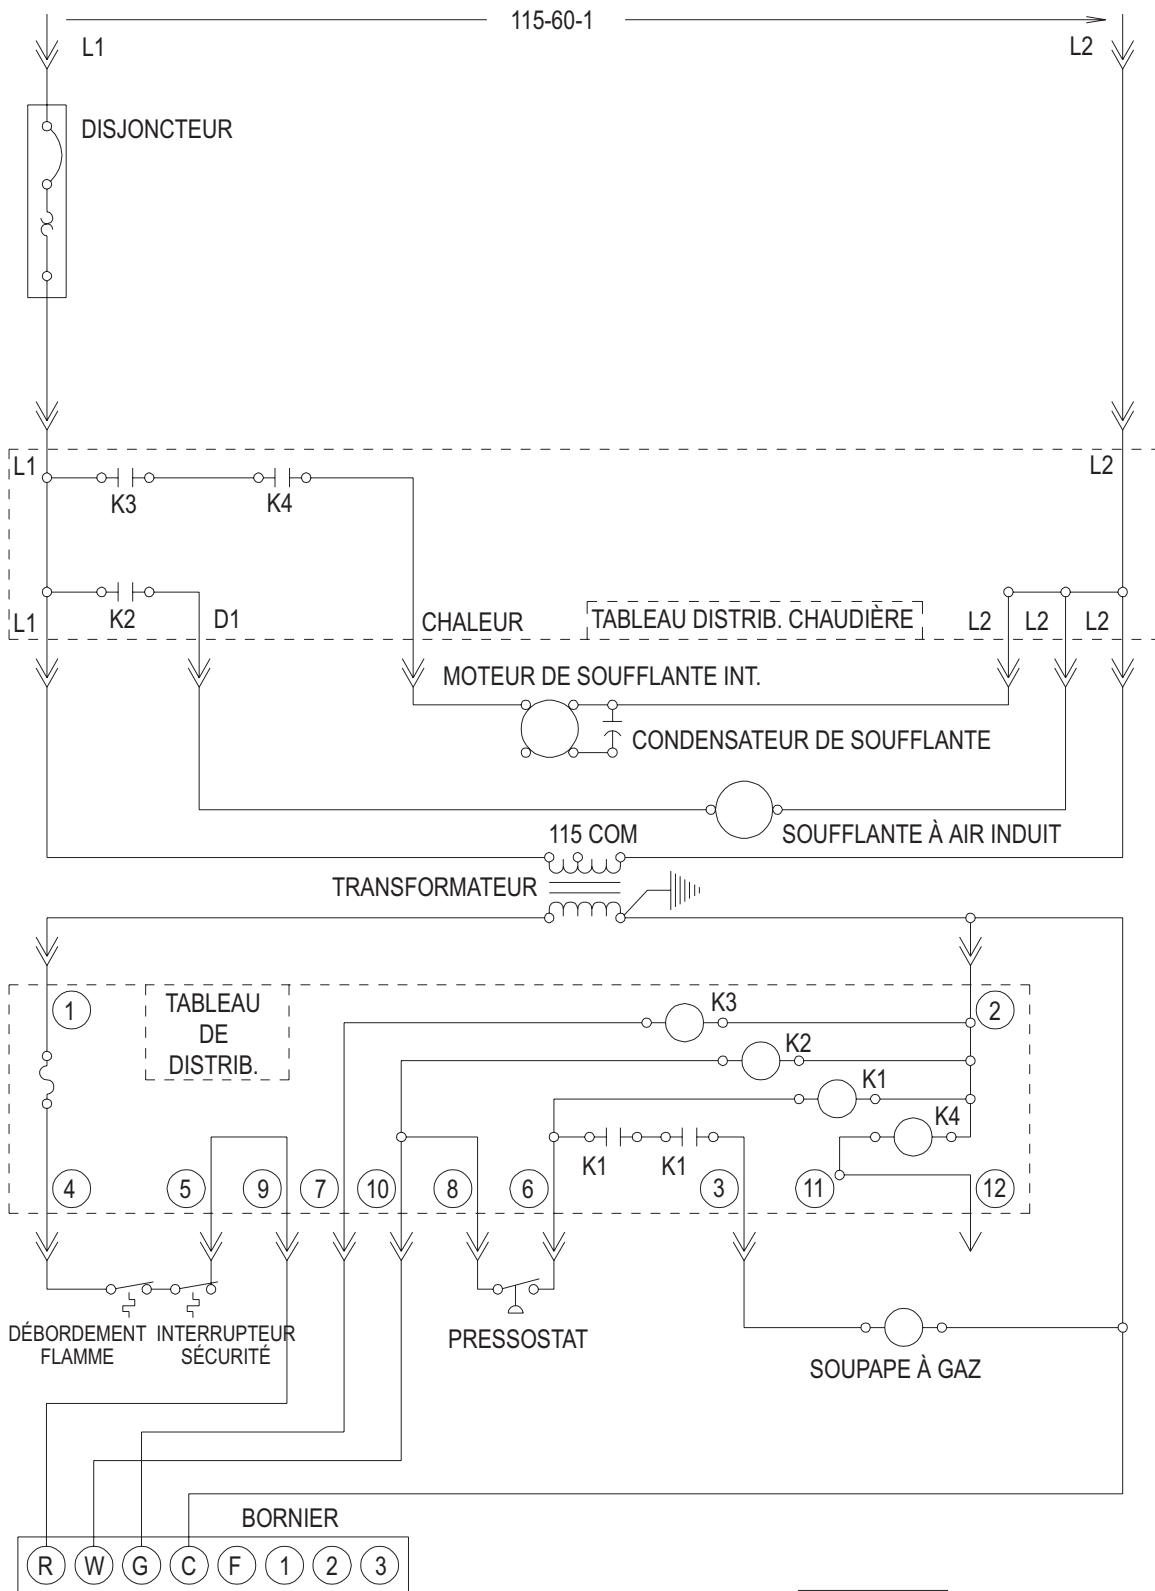 115-60-1
L1
L2
DISJONCTEUR
L1
L2
K3
K4
L1
K2
D1
CHALEUR
TABLEAU DISTRIB. CHAUDIÈRE
L2
L2
L2
MOTEUR DE SOUFFLANTE INT.
CONDENSATEUR DE SOUFFLANTE
SOUFFLANTE À AIR INDUIT
115 COM
TRANSFORMATEUR
1
TABLEAU
DE
DISTRIB.
K3
2
K2
K1
K4
K1
K1
4
5
9
7
10
8
6
3
11
12
DÉBORDEMENT
FLAMME
INTERRUPTEUR
SÉCURITÉ
PRESSOSTAT
SOUPAPE À GAZ
BORNIER
R
W
G
C
F
1
2
3